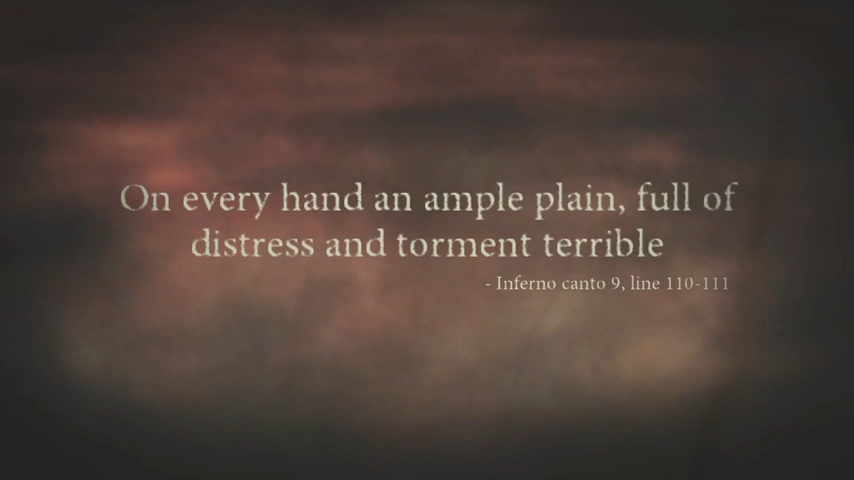 On every hand an ample plain, full of
distress and torment terrible
- Inferno canto 9, line 110-111